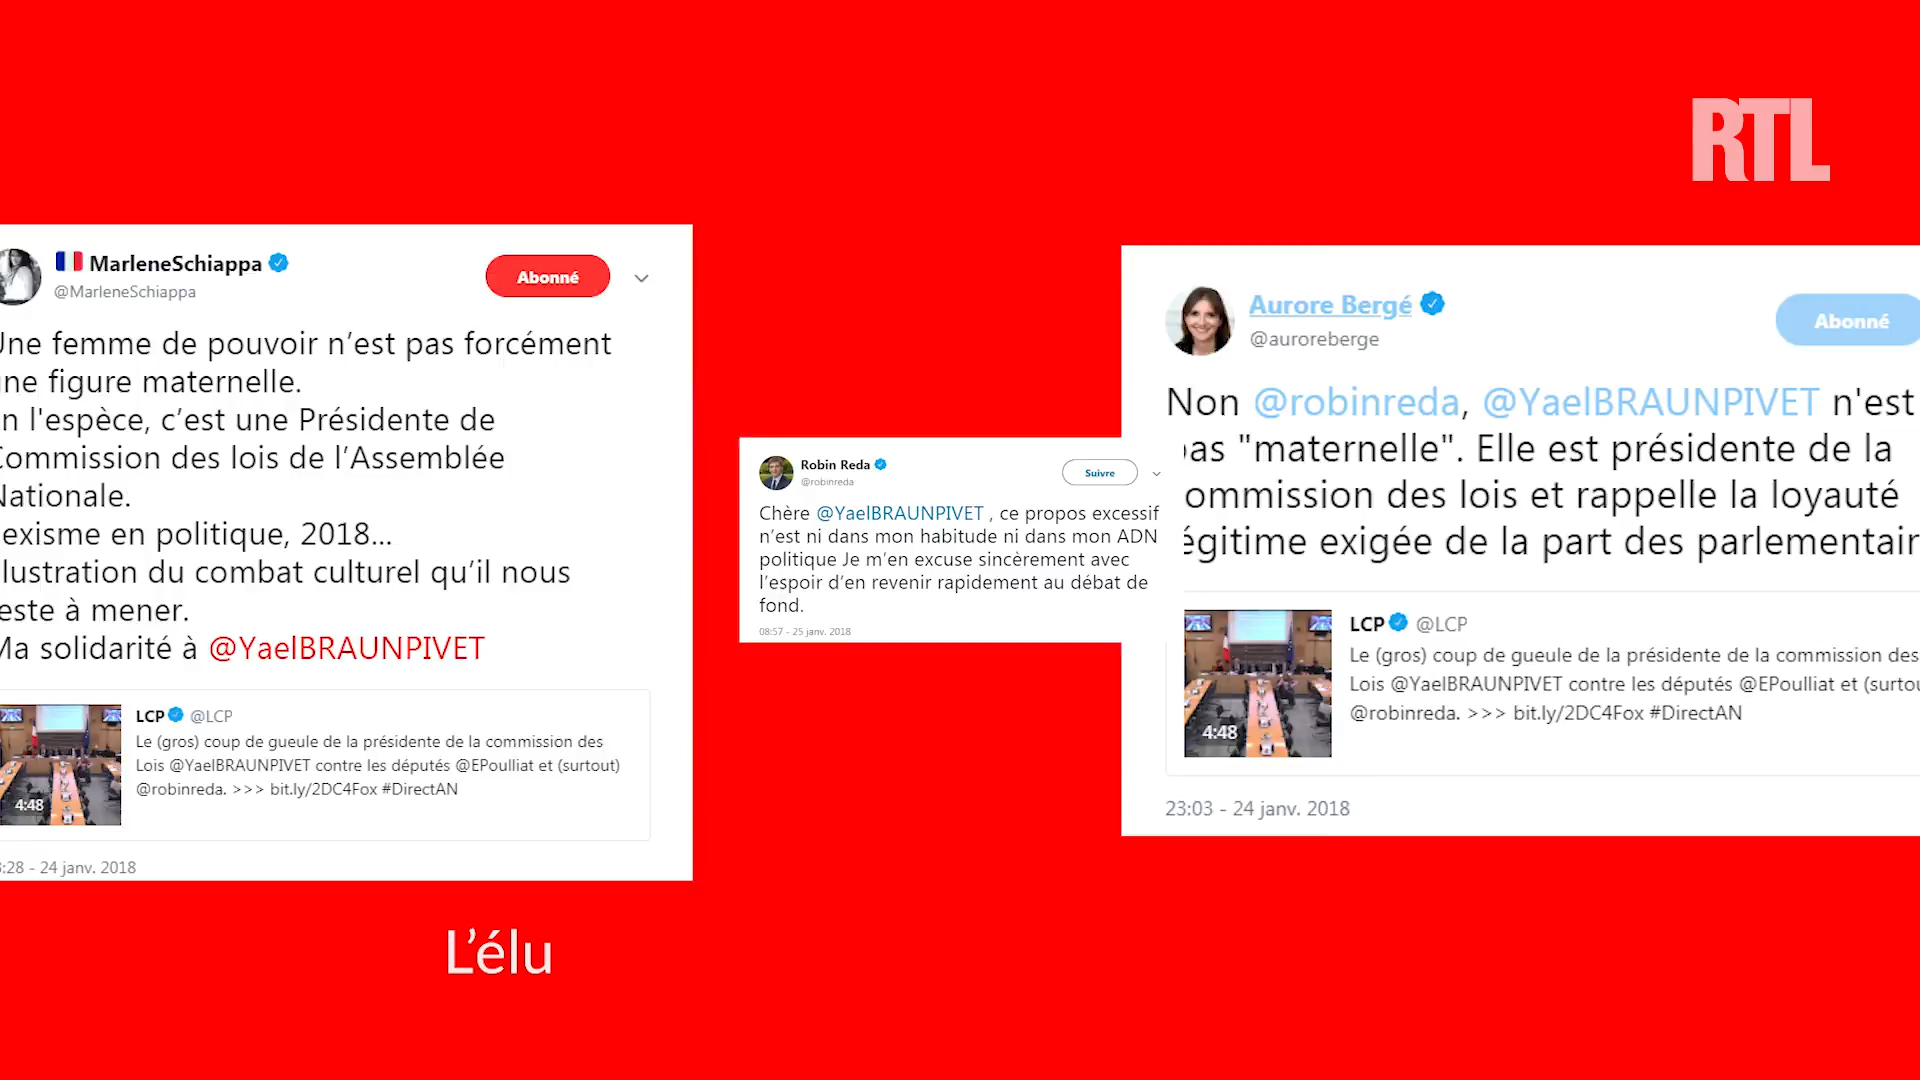 RTL
MarleneSchiappa
@MarleneSchiappa
Abonné
Une femme de pouvoir n’est pas forcément
une figure maternelle.
En l'espèce, c’est une Présidente de
Commission des lois de l’Assemblée
Nationale.
Sexisme en politique, 2018...
Illustration du combat culturel qu’il nous
reste à mener.
Ma solidarité à @YaelBRAUNPIVET
LCP @LCP
Le (gros) coup de gueule de la présidente de la commission des
Lois @YaelBRAUNPIVET contre les députés @EPoulliat et (surtout)
@robinreda. >>> bit.ly/2DC4Fox #DirectAN
4:48
:28 - 24 janv. 2018
Robin Reda
@robinreda
Suivre
Chère @YaelBRAUNPIVET , ce propos excessif
n’est ni dans mon habitude ni dans mon ADN
politique Je m’en excuse sincèrement avec
l’espoir d’en revenir rapidement au débat de
fond.
08:57 - 25 janv. 2018
Aurore Bergé
@auroreberge
Abonné
Non @robinreda, @YaelBRAUNPIVET n'est
pas "maternelle". Elle est présidente de la
commission des lois et rappelle la loyauté
légitime exigée de la part des parlementair
LCP @LCP
Le (gros) coup de gueule de la présidente de la commission des
Lois @YaelBRAUNPIVET contre les députés @EPoulliat et (surtou
@robinreda. >>> bit.ly/2DC4Fox #DirectAN
4:48
23:03 - 24 janv. 2018
L’élu